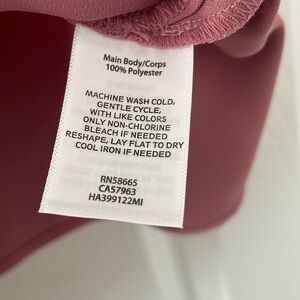 Main Body/Corps
100% Polyester
MACHINE WASH COLD,
GENTLE CYCLE,
WITH LIKE COLORS
ONLY NON-CHLORINE
BLEACH IF NEEDED
RESHAPE, LAY FLAT TO DRY
COOL IRON IF NEEDED
RN58665
CA57963
HA399122MI